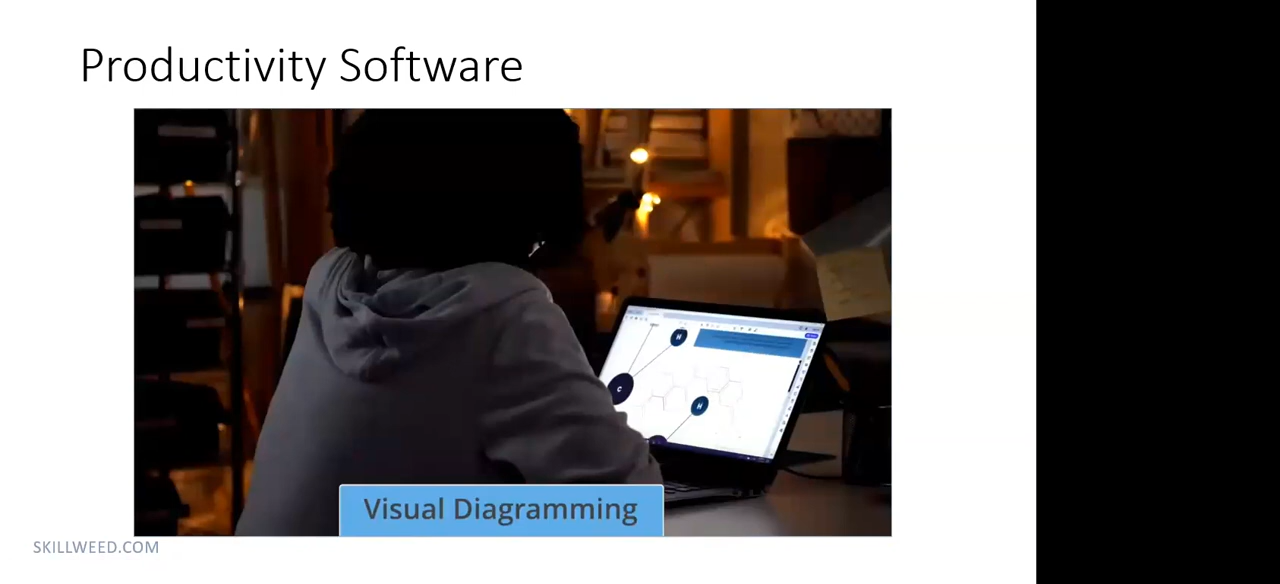 Productivity Software
H
C
H
Visual Diagramming
SKILLWEED.COM